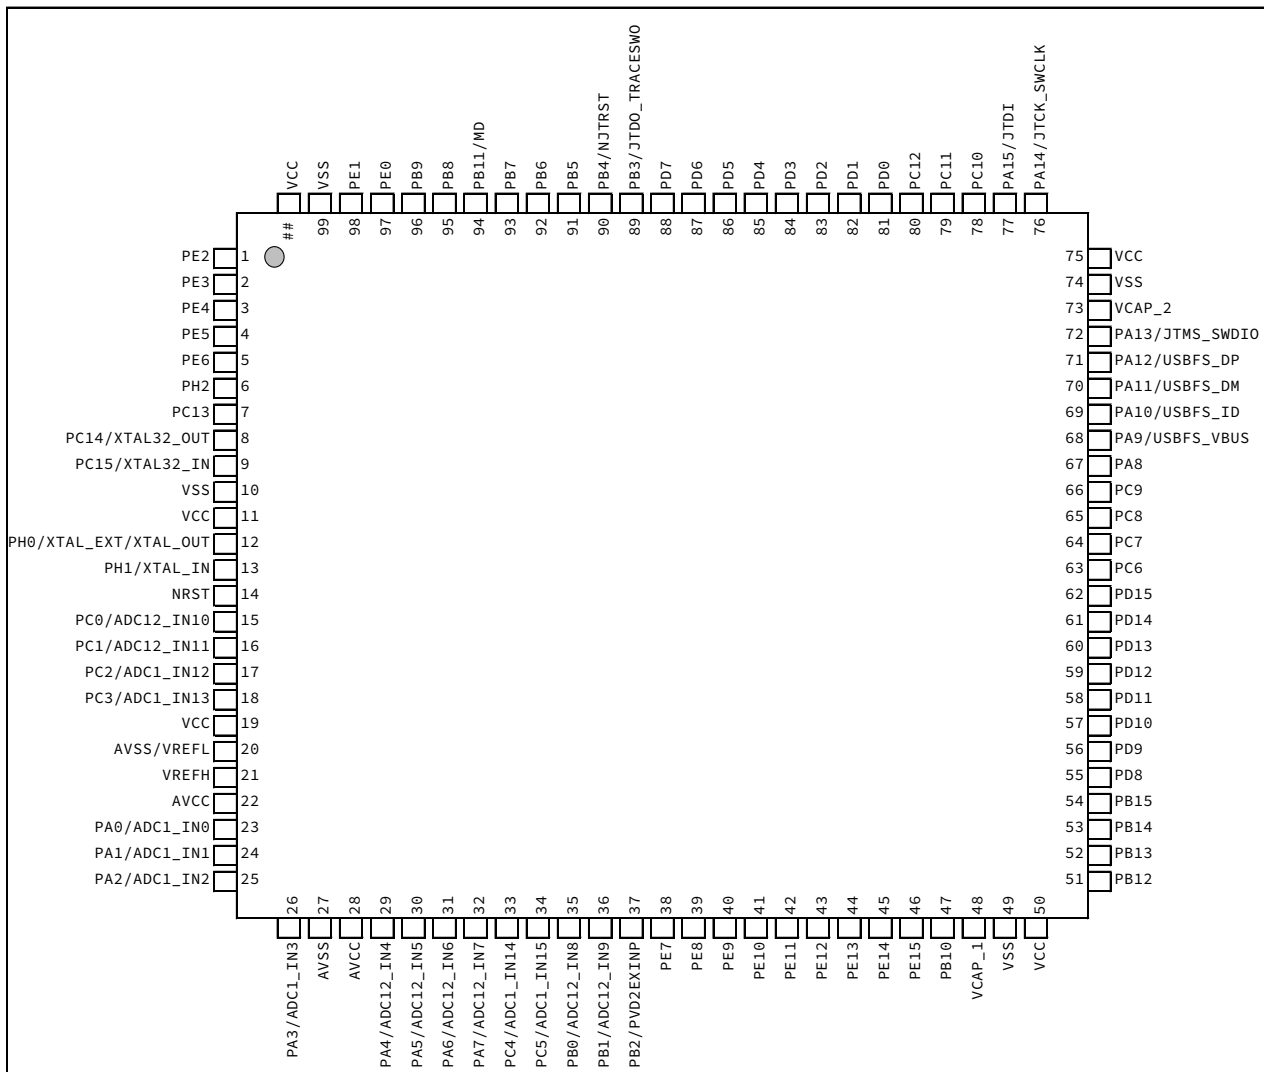 VCC
VSS
PE1
PE0
PB9
PB8
PB11/MD
PB7
PB6
PB5
PB4/NJTRST
PB3/JTDO_TRACESWO
PD7
PD6
PD5
PD4
PD3
PD2
PD1
PD0
PC12
PC11
PC10
PA15/JTDI
PA14/JTCK_SWCLK
##
99
98
97
96
95
94
93
92
91
90
89
88
87
86
85
84
83
82
81
80
79
78
77
76
PE2 1
PE3 2
PE4 3
PE5 4
PE6 5
PH2 6
PC13 7
PC14/XTAL32_OUT 8
PC15/XTAL32_IN 9
VSS 10
VCC 11
PH0/XTAL_EXT/XTAL_OUT 12
PH1/XTAL_IN 13
NRST 14
PC0/ADC12_IN10 15
PC1/ADC12_IN11 16
PC2/ADC1_IN12 17
PC3/ADC1_IN13 18
VCC 19
AVSS/VREFL 20
VREFH 21
AVCC 22
PA0/ADC1_IN0 23
PA1/ADC1_IN1 24
PA2/ADC1_IN2 25
75 VCC
74 VSS
73 VCAP_2
72 PA13/JTMS_SWDIO
71 PA12/USBFS_DP
70 PA11/USBFS_DM
69 PA10/USBFS_ID
68 PA9/USBFS_VBUS
67 PA8
66 PC9
65 PC8
64 PC7
63 PC6
62 PD15
61 PD14
60 PD13
59 PD12
58 PD11
57 PD10
56 PD9
55 PD8
54 PB15
53 PB14
52 PB13
51 PB12
26
27
28
29
30
31
32
33
34
35
36
37
38
39
40
41
42
43
44
45
46
47
48
49
50
PA3/ADC1_IN3
AVSS
AVCC
PA4/ADC12_IN4
PA5/ADC12_IN5
PA6/ADC12_IN6
PA7/ADC12_IN7
PC4/ADC1_IN14
PC5/ADC1_IN15
PB0/ADC12_IN8
PB1/ADC12_IN9
PB2/PVD2EXINP
PE7
PE8
PE9
PE10
PE11
PE12
PE13
PE14
PE15
PB10
VCAP_1
VSS
VCC